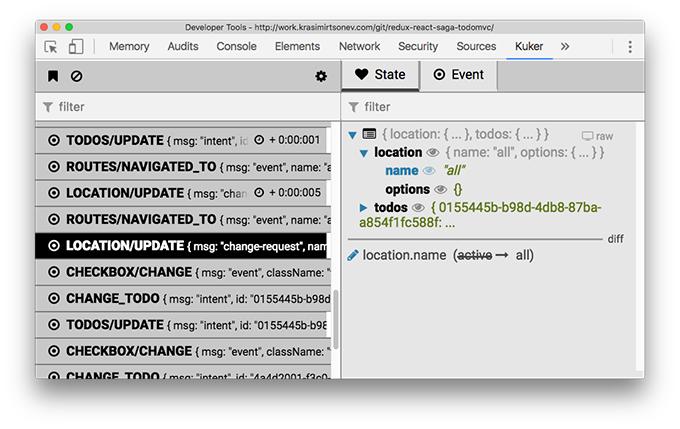 Developer Tools - http://work.krasimirtsonev.com/git/redux-react-saga-todomvc/
Memory Audits Console Elements Network Security Sources Kuker »
State Event
filter
filter
TODOS/UPDATE { msg: "intent", id + 0:00:001
ROUTES/NAVIGATED_TO { msg: "event", name: "a
LOCATION/UPDATE { msg: "chan + 0:00:005
ROUTES/NAVIGATED_TO { msg: "event", name: "a
LOCATION/UPDATE { msg: "change-request", nam
CHECKBOX/CHANGE { msg: "event", className: "
CHANGE_TODO { msg: "intent", id: "0155445b-b98d
TODOS/UPDATE { msg: "intent", id: "0155445b-b98
CHECKBOX/CHANGE { msg: "event", className: "
CHANGE_TODO { msg: "intent", id: "4a4d2001-f3c0-
{ location: { ... }, todos: { ... } } raw
location { name: "all", options: { ... } }
name "all"
options {}
todos { 0155445b-b98d-4db8-87ba-
a854f1fc588f: ...
diff
location.name (active → all)